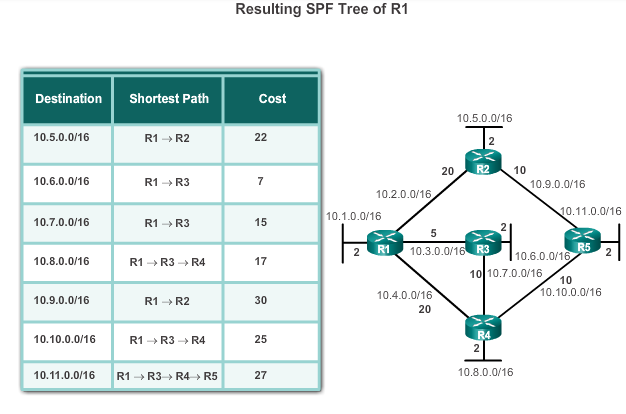 Resulting SPF Tree of R1
Destination Shortest Path Cost
10.5.0.0/16 R1 → R2 22
10.6.0.0/16 R1 → R3 7
10.7.0.0/16 R1 → R3 15
10.8.0.0/16 R1 → R3 → R4 17
10.9.0.0/16 R1 → R2 30
10.10.0.0/16 R1 → R3 → R4 25
10.11.0.0/16 R1 → R3 → R4 → R5 27
10.5.0.0/16
2
R2
20
10
10.9.0.0/16
10.2.0.0/16
10.11.0.0/16
10.1.0.0/16
2
R1
5
10.3.0.0/16
R3
2
10.6.0.0/16
R5
2
10
10.7.0.0/16
10
10.10.0.0/16
10.4.0.0/16
20
R4
2
10.8.0.0/16